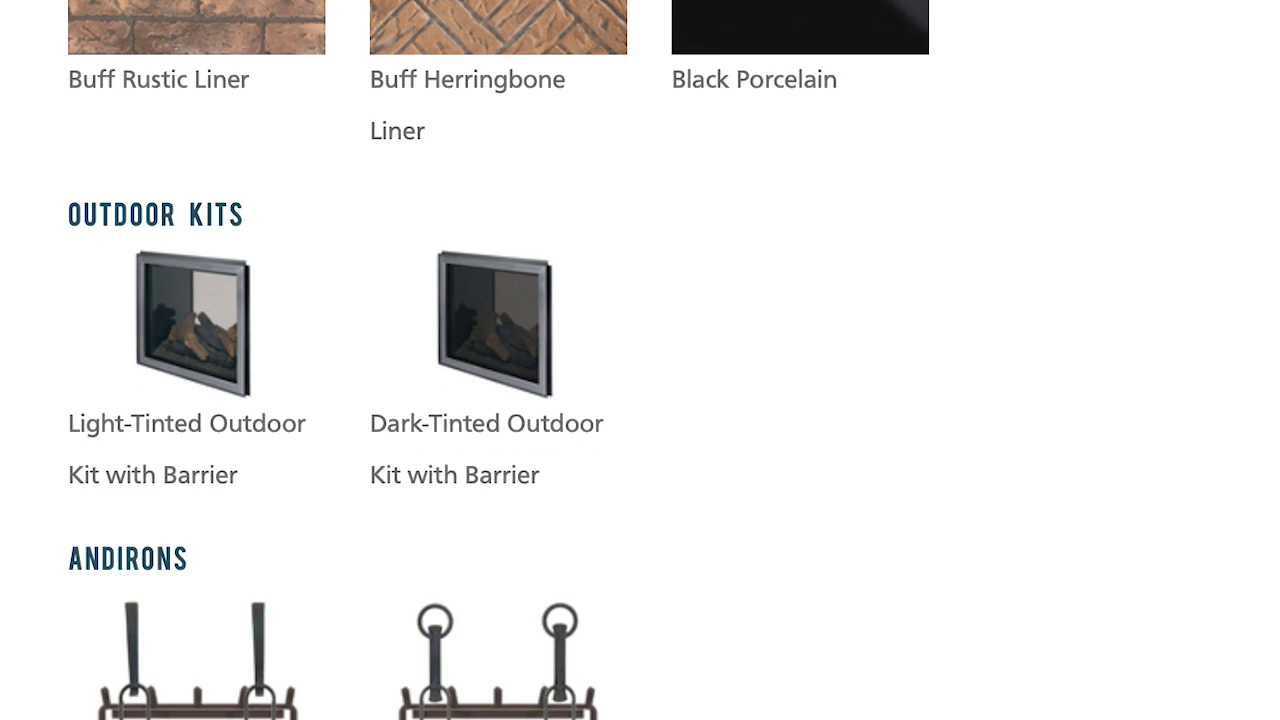 Buff Rustic Liner
Buff Herringbone
Liner
Black Porcelain
OUTDOOR KITS
Light-Tinted Outdoor
Kit with Barrier
Dark-Tinted Outdoor
Kit with Barrier
ANDIRONS